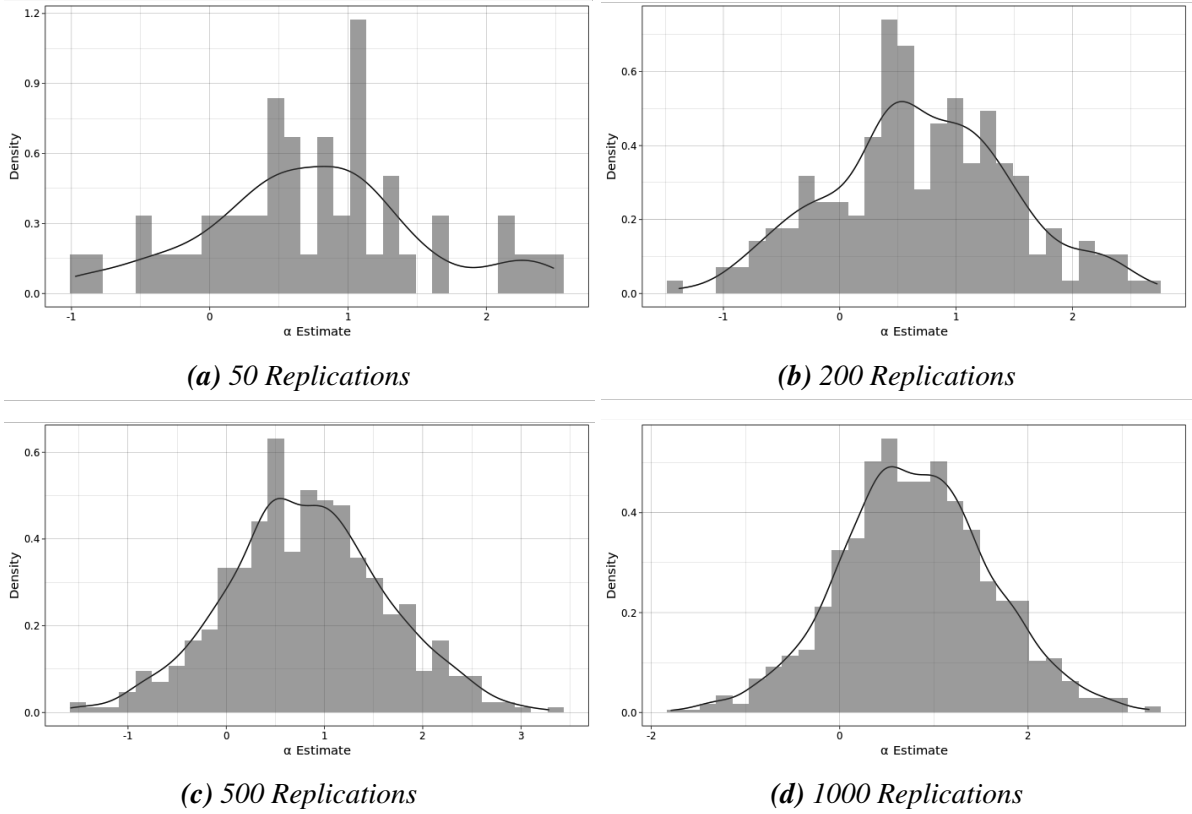 1.2
0.9
0.6
0.3
0.0
Density
-1 0 1 2
α Estimate
(a) 50 Replications
0.6
0.4
0.2
0.0
Density
-1 0 1 2
α Estimate
(b) 200 Replications
0.6
0.4
0.2
0.0
Density
-1 0 1 2 3
α Estimate
(c) 500 Replications
0.4
0.2
0.0
Density
-2 0 2
α Estimate
(d) 1000 Replications